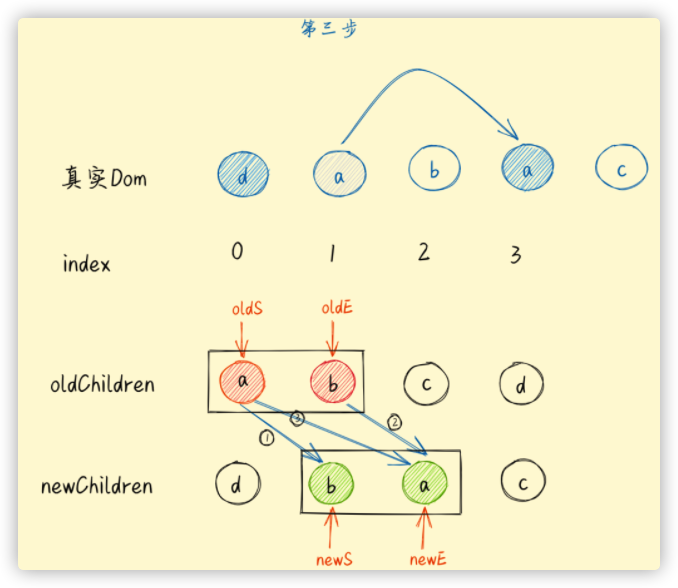 第三步
真实Dom d a b a c
index 0 1 2 3
oldS oldE
oldChildren a b c d
③ ②
①
newChildren d b a c
newS newE